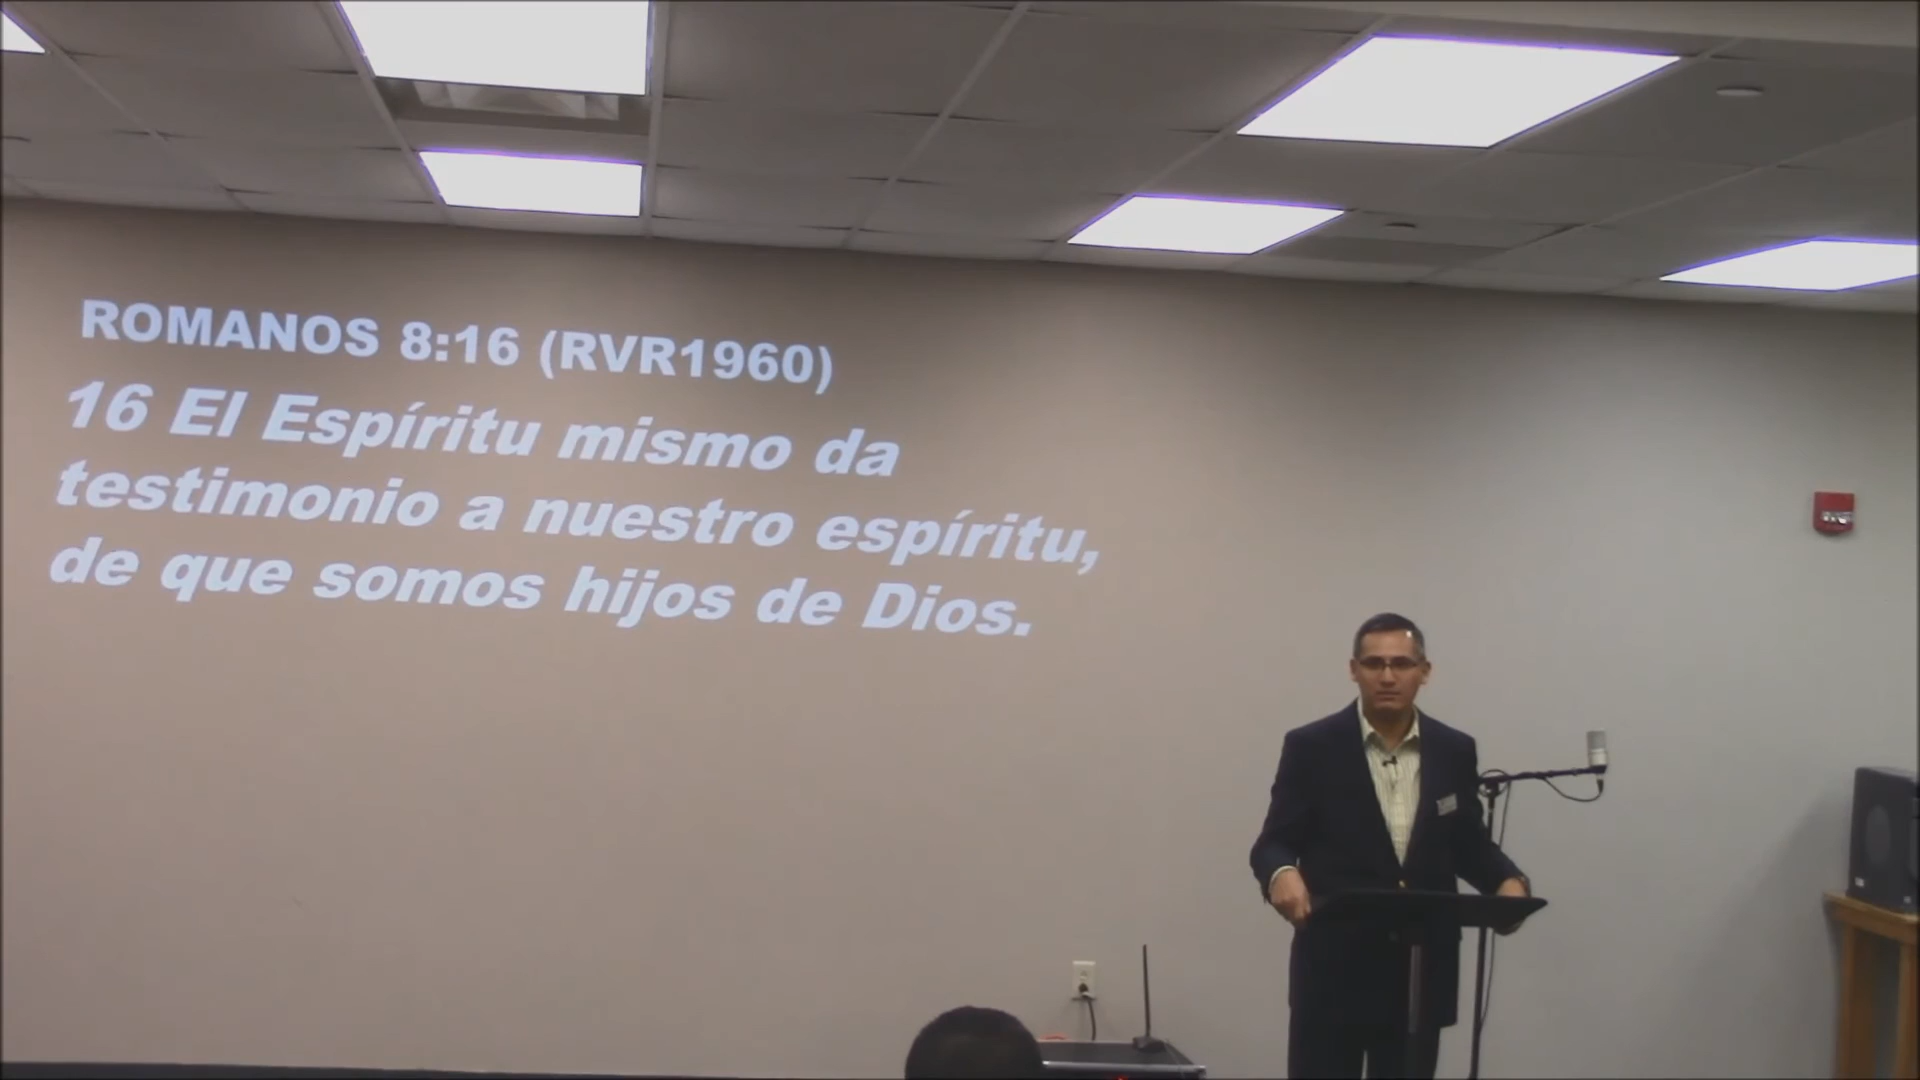 ROMANOS 8:16 (RVR1960)
16 El Espíritu mismo da
testimonio a nuestro espíritu,
de que somos hijos de Dios.